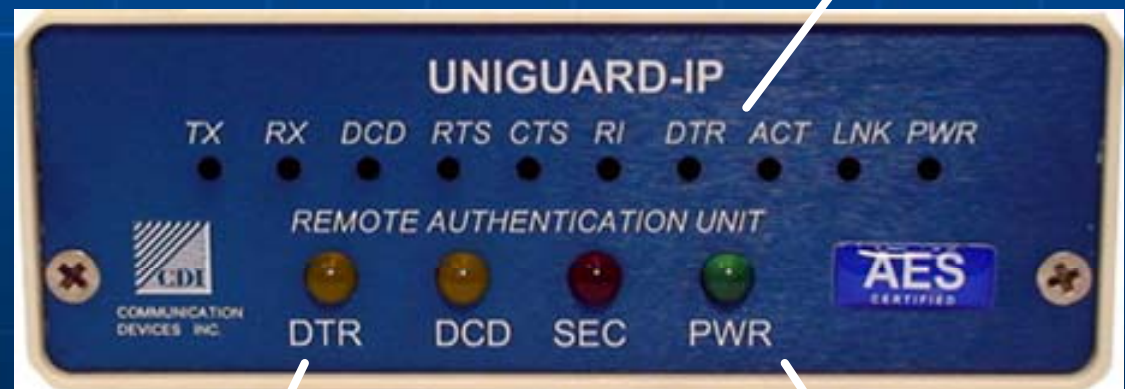 UNIGUARD-IP
TX RX DCD RTS CTS RI DTR ACT LNK PWR
REMOTE AUTHENTICATION UNIT
CDI
COMMUNICATION
DEVICES INC.
DTR DCD SEC PWR
AES
CERTIFIED